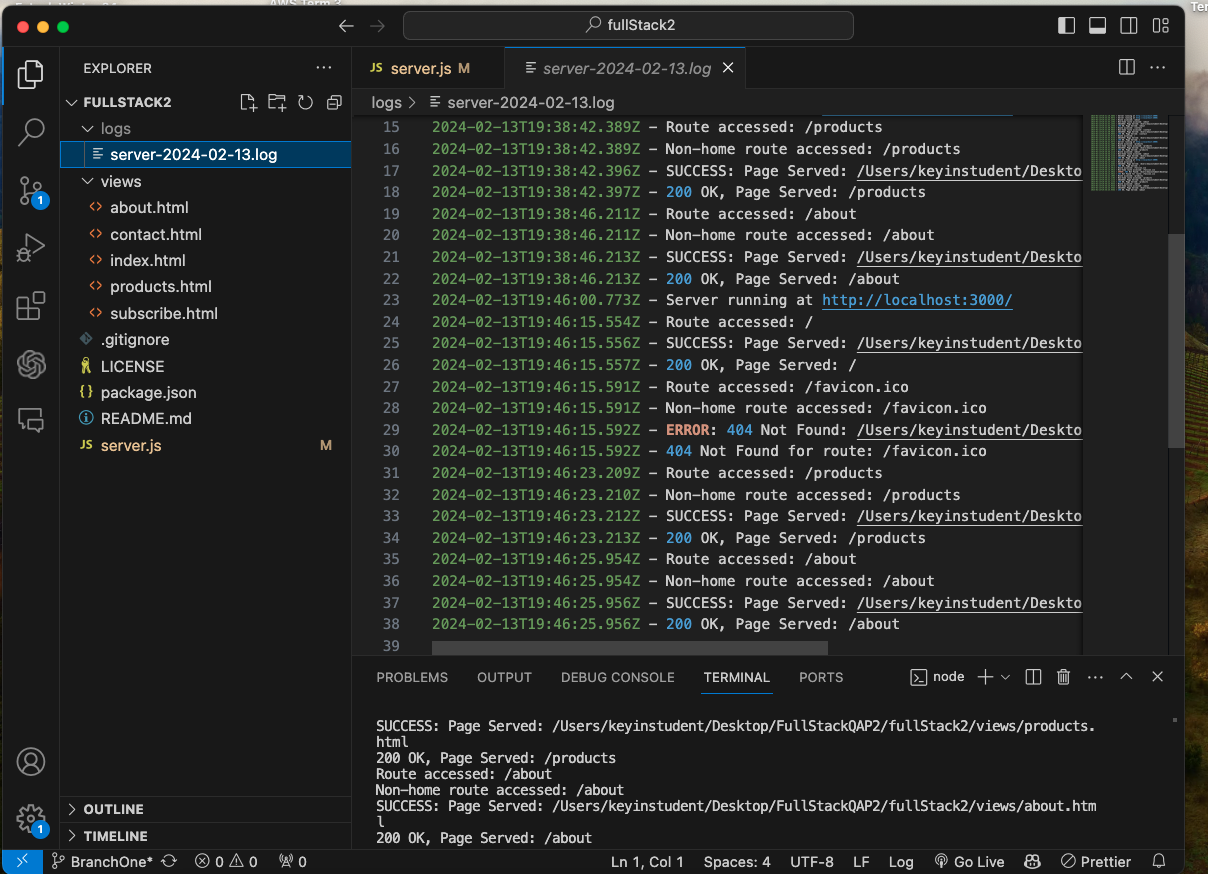 AWS Term 3
Ter
fullStack2
EXPLORER
JS server.js M
server-2024-02-13.log
FULLSTACK2
logs
server-2024-02-13.log
views
about.html
contact.html
index.html
products.html
subscribe.html
.gitignore
LICENSE
{} package.json
README.md
JS server.js M
1
logs > server-2024-02-13.log
15 2024-02-13T19:38:42.389Z - Route accessed: /products
16 2024-02-13T19:38:42.389Z - Non-home route accessed: /products
17 2024-02-13T19:38:42.396Z - SUCCESS: Page Served: /Users/keyinstudent/Deskto
18 2024-02-13T19:38:42.397Z - 200 OK, Page Served: /products
19 2024-02-13T19:38:46.211Z - Route accessed: /about
20 2024-02-13T19:38:46.211Z - Non-home route accessed: /about
21 2024-02-13T19:38:46.213Z - SUCCESS: Page Served: /Users/keyinstudent/Deskto
22 2024-02-13T19:38:46.213Z - 200 OK, Page Served: /about
23 2024-02-13T19:46:00.773Z - Server running at http://localhost:3000/
24 2024-02-13T19:46:15.554Z - Route accessed: /
25 2024-02-13T19:46:15.556Z - SUCCESS: Page Served: /Users/keyinstudent/Deskto
26 2024-02-13T19:46:15.557Z - 200 OK, Page Served: /
27 2024-02-13T19:46:15.591Z - Route accessed: /favicon.ico
28 2024-02-13T19:46:15.591Z - Non-home route accessed: /favicon.ico
29 2024-02-13T19:46:15.592Z - ERROR: 404 Not Found: /Users/keyinstudent/Deskto
30 2024-02-13T19:46:15.592Z - 404 Not Found for route: /favicon.ico
31 2024-02-13T19:46:23.209Z - Route accessed: /products
32 2024-02-13T19:46:23.210Z - Non-home route accessed: /products
33 2024-02-13T19:46:23.212Z - SUCCESS: Page Served: /Users/keyinstudent/Deskto
34 2024-02-13T19:46:23.213Z - 200 OK, Page Served: /products
35 2024-02-13T19:46:25.954Z - Route accessed: /about
36 2024-02-13T19:46:25.954Z - Non-home route accessed: /about
37 2024-02-13T19:46:25.956Z - SUCCESS: Page Served: /Users/keyinstudent/Deskto
38 2024-02-13T19:46:25.956Z - 200 OK, Page Served: /about
39
PROBLEMS OUTPUT DEBUG CONSOLE TERMINAL PORTS node
SUCCESS: Page Served: /Users/keyinstudent/Desktop/FullStackQAP2/fullStack2/views/products.
html
200 OK, Page Served: /products
Route accessed: /about
Non-home route accessed: /about
SUCCESS: Page Served: /Users/keyinstudent/Desktop/FullStackQAP2/fullStack2/views/about.htm
l
200 OK, Page Served: /about
OUTLINE
TIMELINE
1
BranchOne* 0 0 0 Ln 1, Col 1 Spaces: 4 UTF-8 LF Log Go Live Prettier